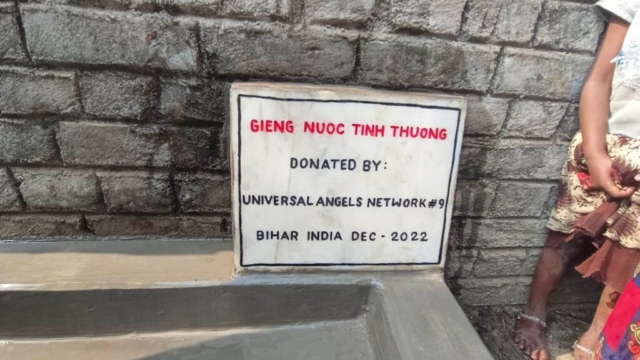 GIENG NUOC TINH THUONG
DONATED BY:
UNIVERSAL ANGELS NETWORK#9
BIHAR INDIA DEC - 2022